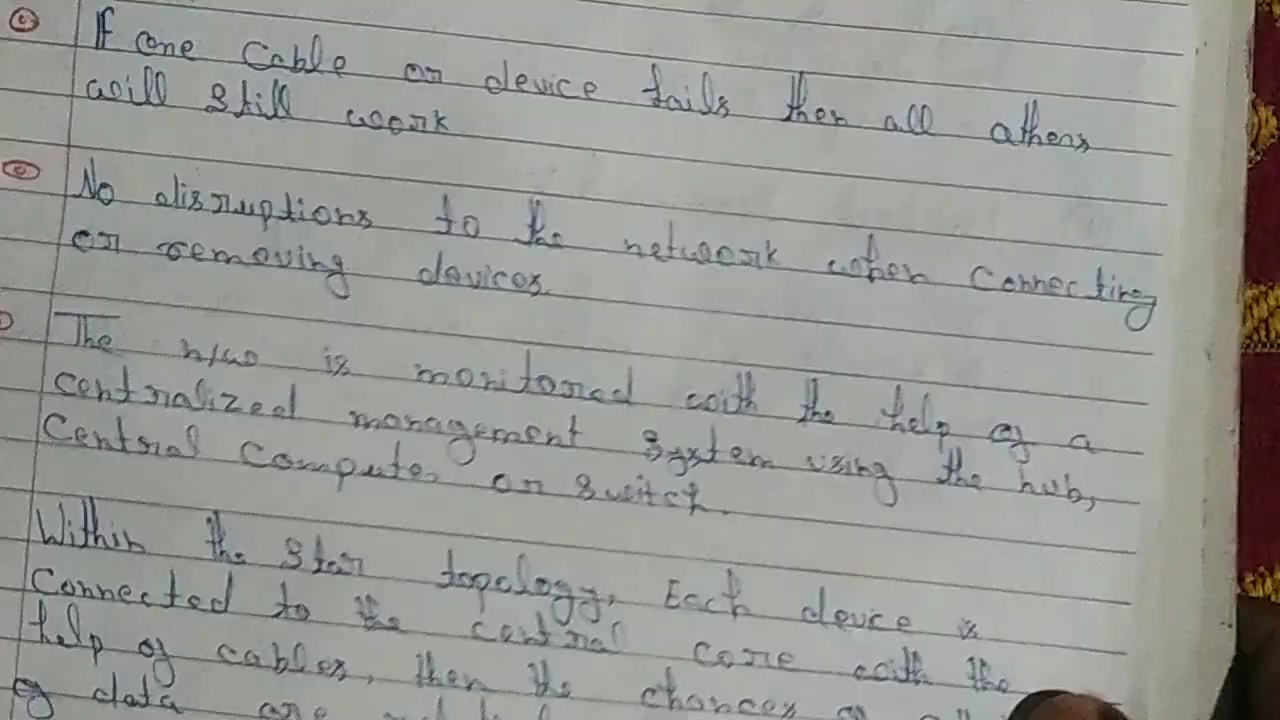 If one Cable or device fails then all others
will still work
No disruptions to the network when Connecting
or removing devices
The n/w is monitored with the help of a
centralized management system using the hub,
Central Computer or switch.
Within the star topology, Each device is
Connected to the central core with the
help of cables, then the chances of
of data are